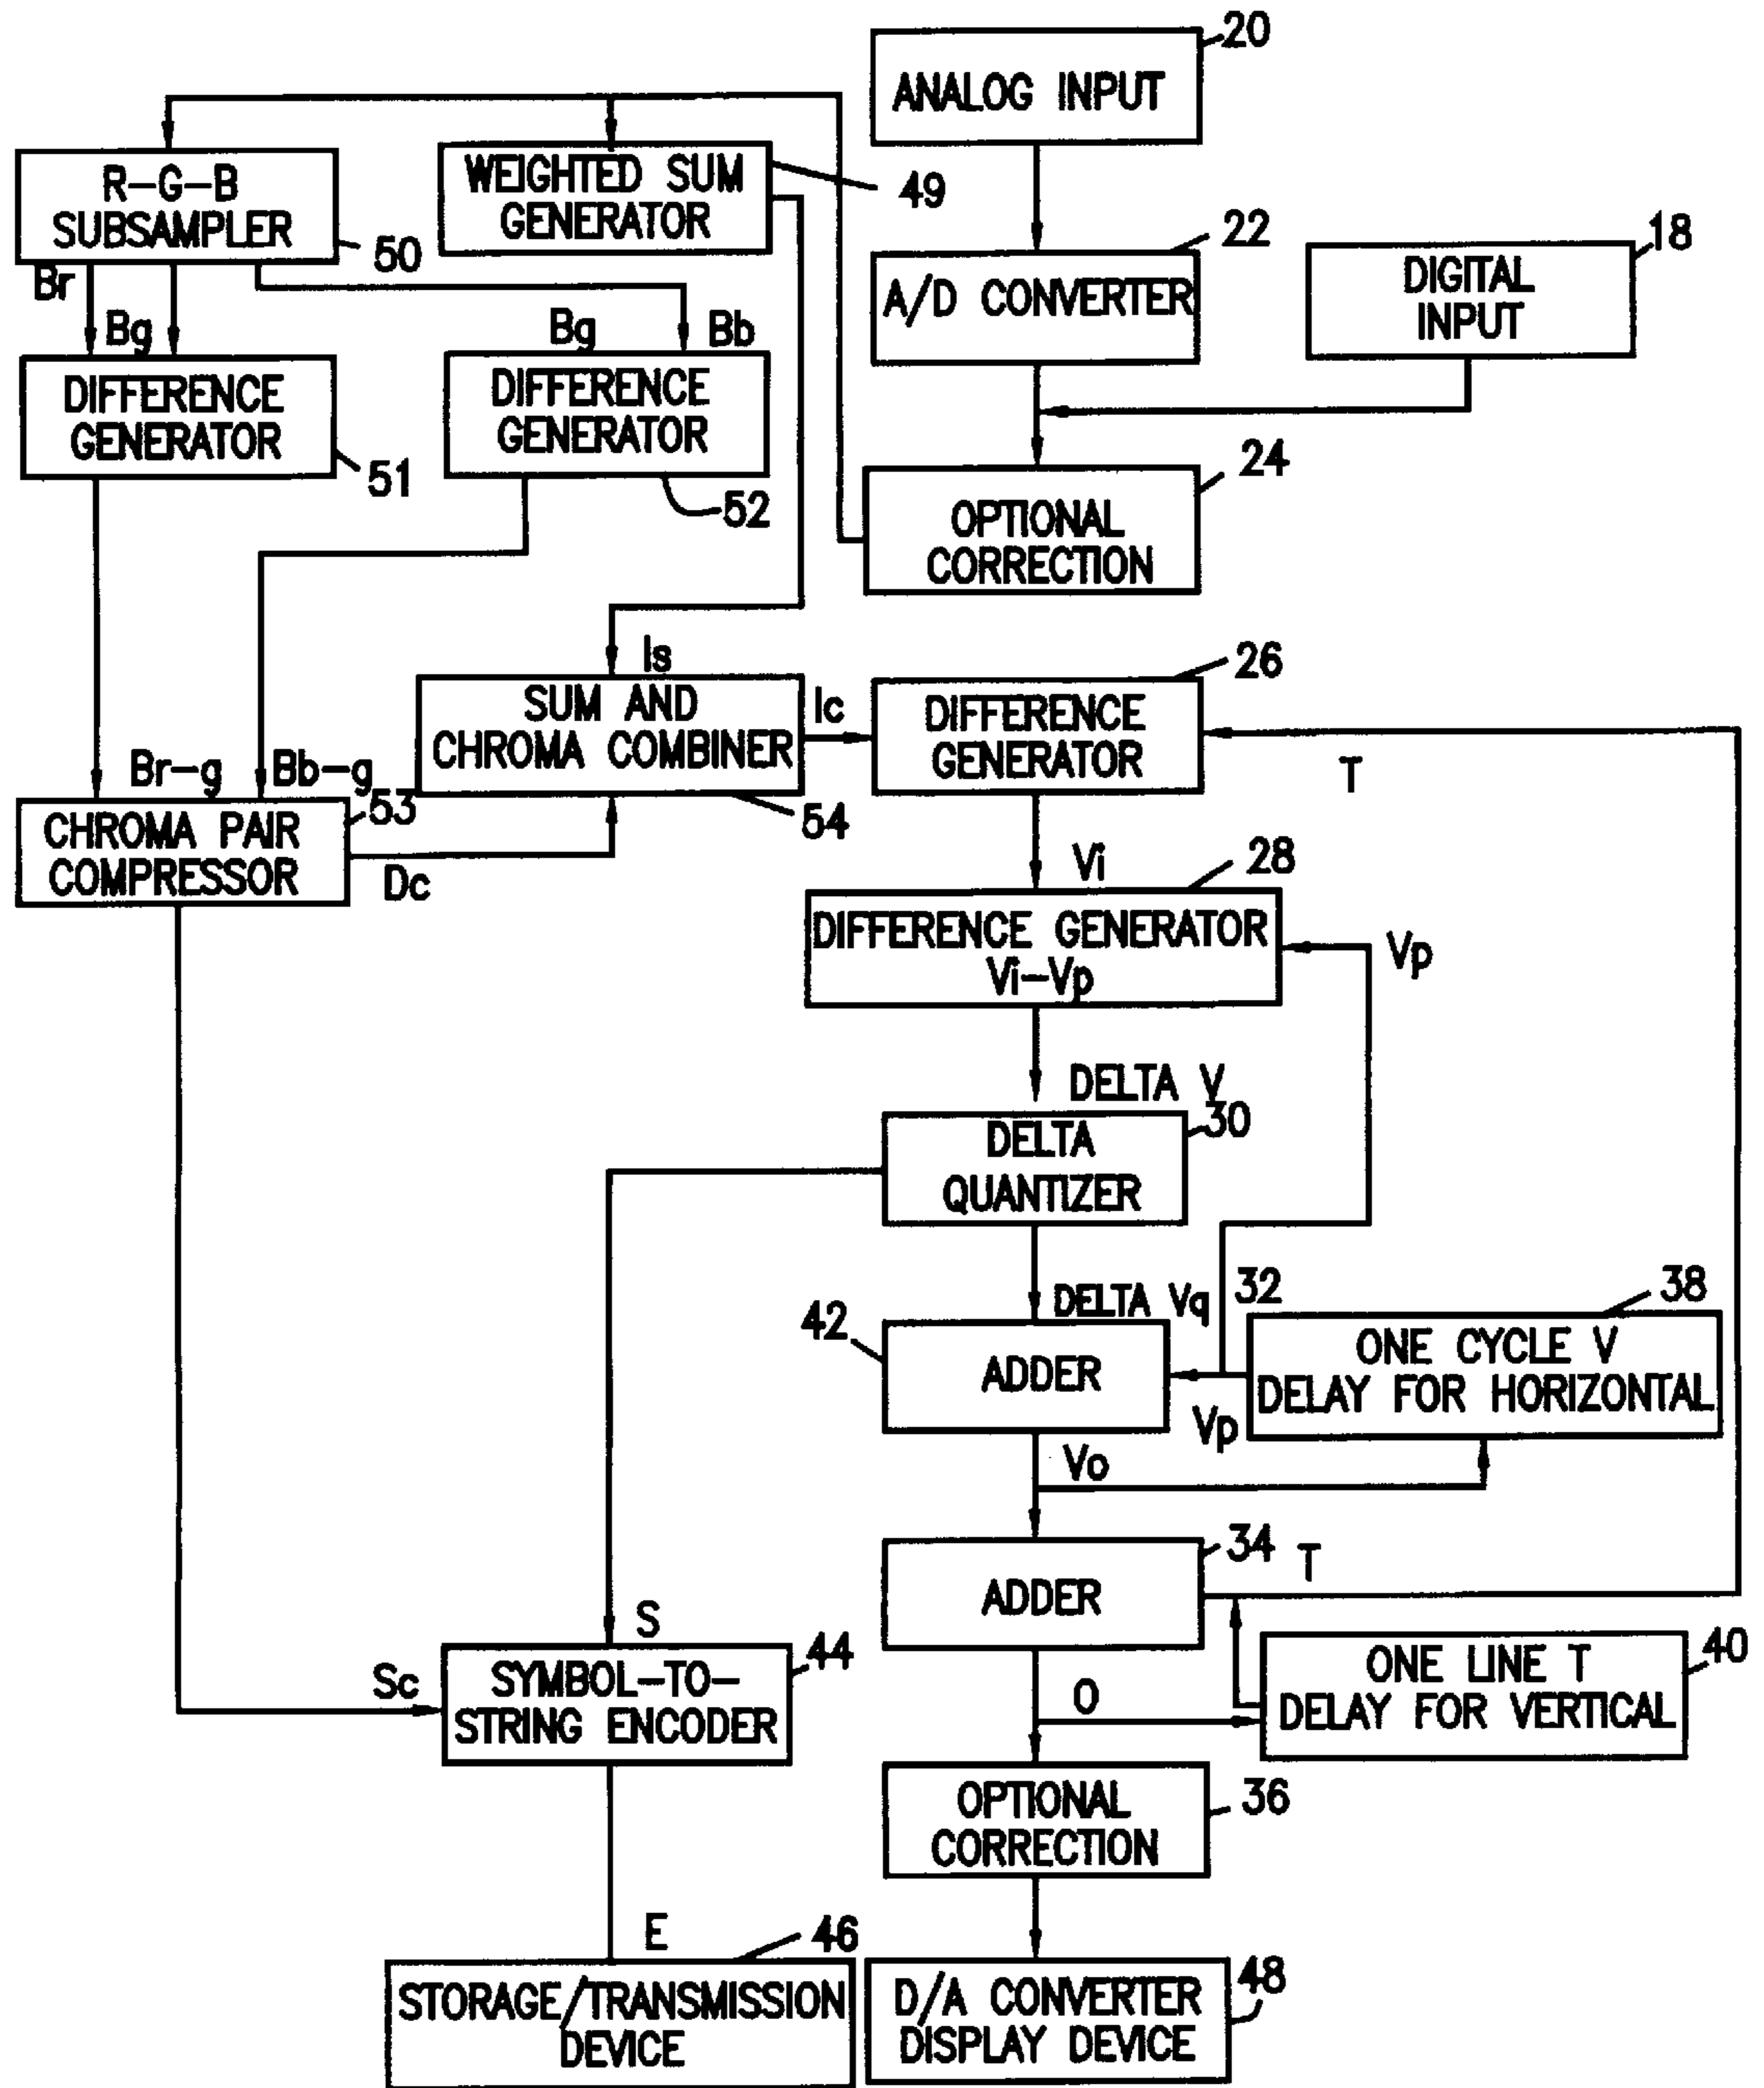 20
ANALOG INPUT
R-G-B
SUBSAMPLER
50
WEIGHTED SUM
GENERATOR
49
22
A/D CONVERTER
18
DIGITAL
INPUT
Br
Bg
Bg
Bb
DIFFERENCE
GENERATOR
51
DIFFERENCE
GENERATOR
52
24
OPTIONAL
CORRECTION
Is
SUM AND
CHROMA COMBINER
54
Ic
26
DIFFERENCE
GENERATOR
T
Br-g
Bb-g
53
CHROMA PAIR
COMPRESSOR
Dc
Vi
28
DIFFERENCE GENERATOR
Vi-Vp
Vp
DELTA V
30
DELTA
QUANTIZER
DELTA Vq
32
38
42
ADDER
ONE CYCLE V
DELAY FOR HORIZONTAL
Vp
Vo
34
T
ADDER
S
44
Sc
SYMBOL-TO-
STRING ENCODER
O
40
ONE LINE T
DELAY FOR VERTICAL
OPTIONAL
CORRECTION
36
E
46
STORAGE/TRANSMISSION
DEVICE
D/A CONVERTER
DISPLAY DEVICE
48